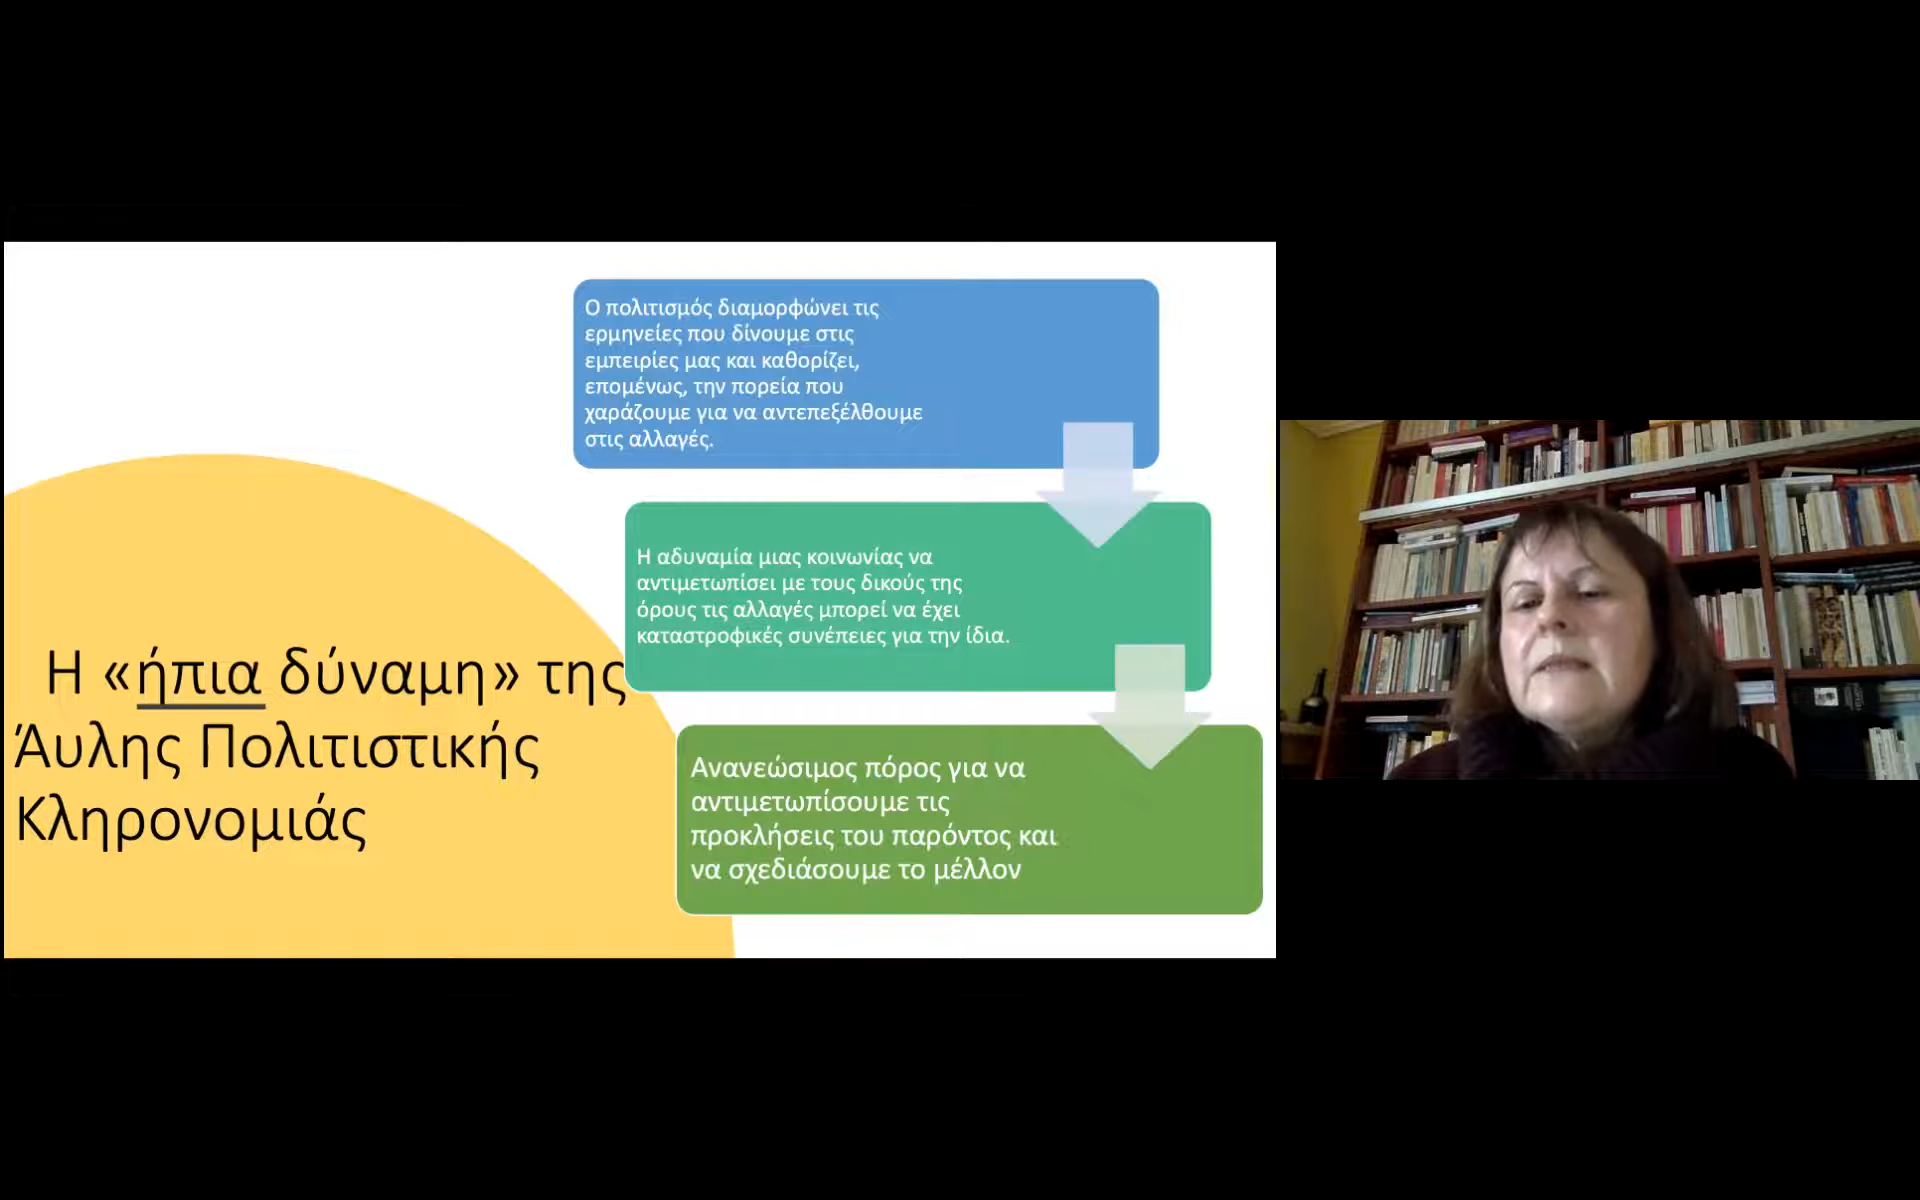 Η «ήπια δύναμη» της
Άυλης Πολιτιστικής
Κληρονομιάς
Ο πολιτισμός διαμορφώνει τις
ερμηνείες που δίνουμε στις
εμπειρίες μας και καθορίζει,
επομένως, την πορεία που
χαράζουμε για να αντεπεξέλθουμε
στις αλλαγές.
Η αδυναμία μιας κοινωνίας να
αντιμετωπίσει με τους δικούς της
όρους τις αλλαγές μπορεί να έχει
καταστροφικές συνέπειες για την ίδια.
Ανανεώσιμος πόρος για να
αντιμετωπίσουμε τις
προκλήσεις του παρόντος και
να σχεδιάσουμε το μέλλον